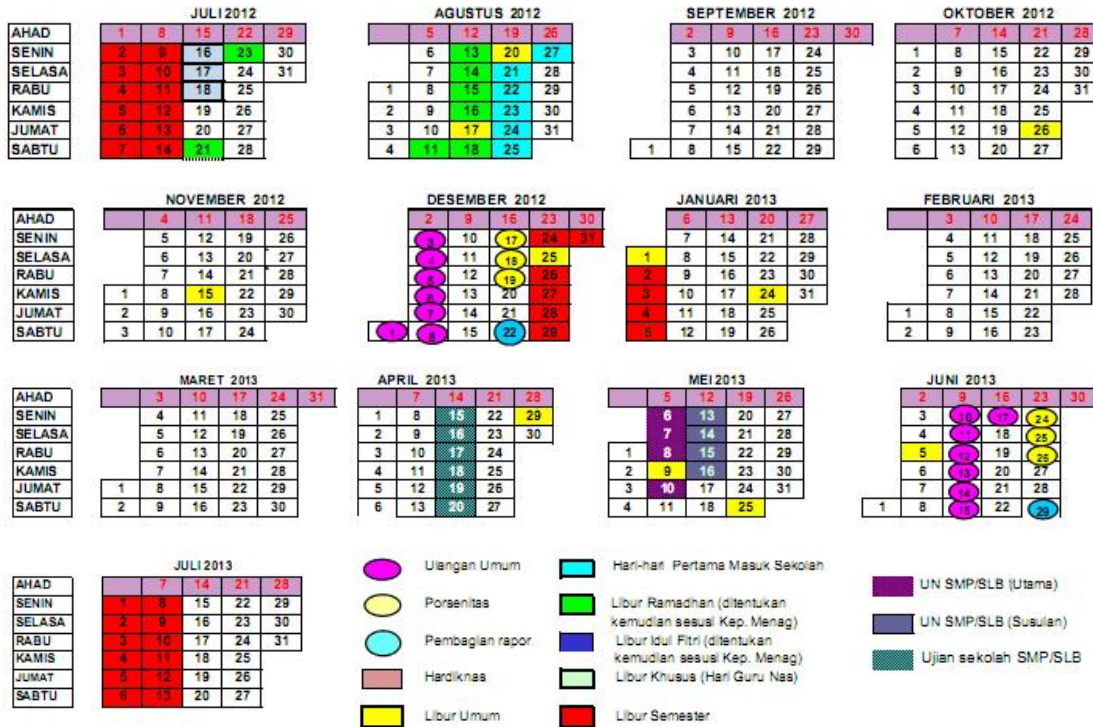 JULI 2012 AGUSTUS 2012 SEPTEMBER 2012 OKTOBER 2012
AHAD 1 8 15 22 29 5 12 19 26 2 9 16 23 30 7 14 21 28
SENIN 2 9 16 23 30 6 13 20 27 3 10 17 24 1 8 15 22 29
SELASA 3 10 17 24 31 7 14 21 28 4 11 18 25 2 9 16 23 30
RABU 4 11 18 25 1 8 15 22 29 5 12 19 26 3 10 17 24 31
KAMIS 5 12 19 26 2 9 16 23 30 6 13 20 27 4 11 18 25
JUMAT 6 13 20 27 3 10 17 24 31 7 14 21 28 5 12 19 26
SABTU 7 14 21 28 4 11 18 25 1 8 15 22 29 6 13 20 27
NOVEMBER 2012 DESEMBER 2012 JANUARI 2013 FEBRUARI 2013
AHAD 4 11 18 25 2 9 16 23 30 6 13 20 27 3 10 17 24
SENIN 5 12 19 26 3 10 17 24 31 7 14 21 28 4 11 18 25
SELASA 6 13 20 27 4 11 18 25 1 8 15 22 29 5 12 19 26
RABU 7 14 21 28 5 12 19 26 2 9 16 23 30 6 13 20 27
KAMIS 1 8 15 22 29 6 13 20 27 3 10 17 24 31 7 14 21 28
JUMAT 2 9 16 23 30 7 14 21 28 4 11 18 25 1 8 15 22
SABTU 3 10 17 24 1 8 15 22 29 5 12 19 26 2 9 16 23
MARET 2013 APRIL 2013 MEI 2013 JUNI 2013
AHAD 3 10 17 24 31 7 14 21 28 5 12 19 26 2 9 16 23 30
SENIN 4 11 18 25 1 8 15 22 29 6 13 20 27 3 10 17 24
SELASA 5 12 19 26 2 9 16 23 30 7 14 21 28 4 11 18 25
RABU 6 13 20 27 3 10 17 24 1 8 15 22 29 5 12 19 26
KAMIS 7 14 21 28 4 11 18 25 2 9 16 23 30 6 13 20 27
JUMAT 1 8 15 22 29 5 12 19 26 3 10 17 24 31 7 14 21 28
SABTU 2 9 16 23 30 6 13 20 27 4 11 18 25 1 8 15 22 29
JULI 2013
AHAD 7 14 21 28
SENIN 1 8 15 22 29
SELASA 2 9 16 23 30
RABU 3 10 17 24 31
KAMIS 4 11 18 25
JUMAT 5 12 19 26
SABTU 6 13 20 27
Ulangan Umum
Porsenitas
Pembagian rapor
Hardiknas
Libur Umum
Hari-hari Pertama Masuk Sekolah
Libur Ramadhan (ditentukan
kemudian sesusi Kep. Menag)
Libur Idul Fitri (ditentukan
kemudian sesusi Kep. Menag)
Libur Khusus (Hari Guru Nas)
Libur Semester
UN SMP/SLB (Utama)
UN SMP/SLB (Susulan)
Ujian sekolah SMP/SLB